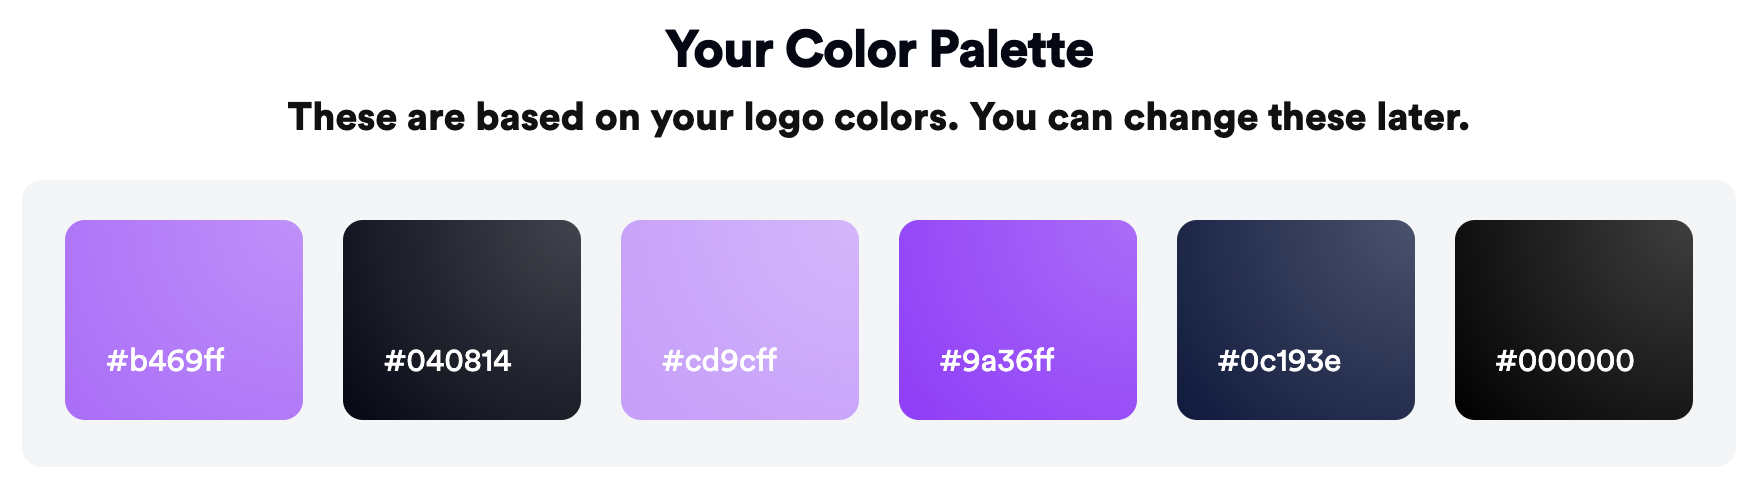 Your Color Palette
These are based on your logo colors. You can change these later.
#b469ff #040814 #cd9cff #9a36ff #0c193e #000000